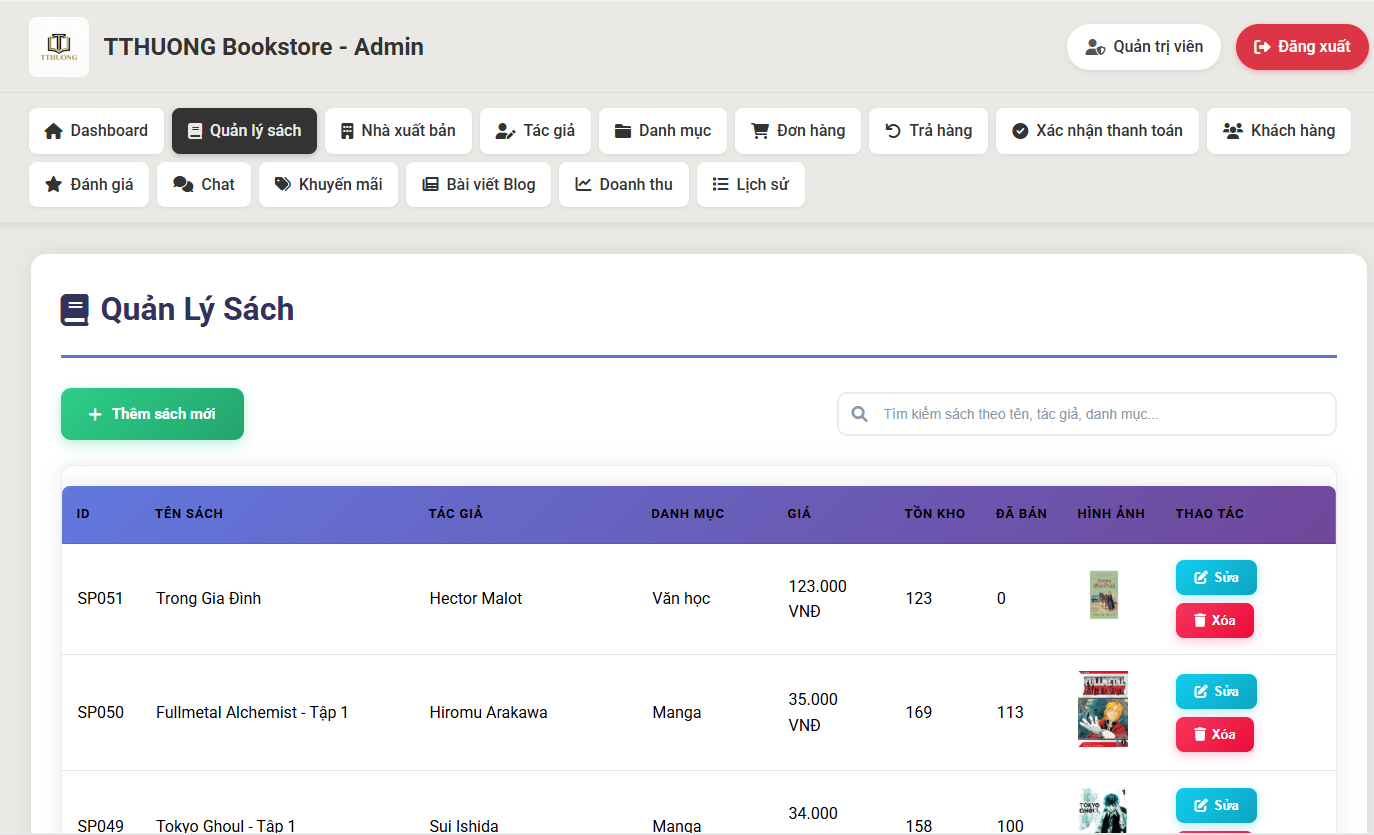 TTHUONG
TTHUONG Bookstore - Admin
Quản trị viên
Đăng xuất
Dashboard
Quản lý sách
Nhà xuất bản
Tác giả
Danh mục
Đơn hàng
Trả hàng
Xác nhận thanh toán
Khách hàng
Đánh giá
Chat
Khuyến mãi
Bài viết Blog
Doanh thu
Lịch sử
Quản Lý Sách
+ Thêm sách mới
Tìm kiếm sách theo tên, tác giả, danh mục...
ID TÊN SÁCH TÁC GIẢ DANH MỤC GIÁ TỒN KHO ĐÃ BÁN HÌNH ẢNH THAO TÁC
SP051 Trong Gia Đình Hector Malot Văn học 123.000 VNĐ 123 0
Trong Gia Đình
Sửa
Xóa
SP050 Fullmetal Alchemist - Tập 1 Hiromu Arakawa Manga 35.000 VNĐ 169 113
FULLMETAL ALCHEMIST
Sửa
Xóa
SP049 Tokyo Ghoul - Tập 1 Sui Ishida Manga 34.000 158 100
TOKYO GHOUL 1
Sửa